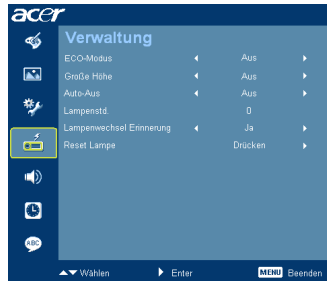 acer
Verwaltung
ECO-Modus Aus
Große Höhe Aus
Auto-Aus Aus
Lampenstd. 0
Lampenwechsel Erinnerung Ja
Reset Lampe Drücken
ABC
Wählen Enter MENU Beenden